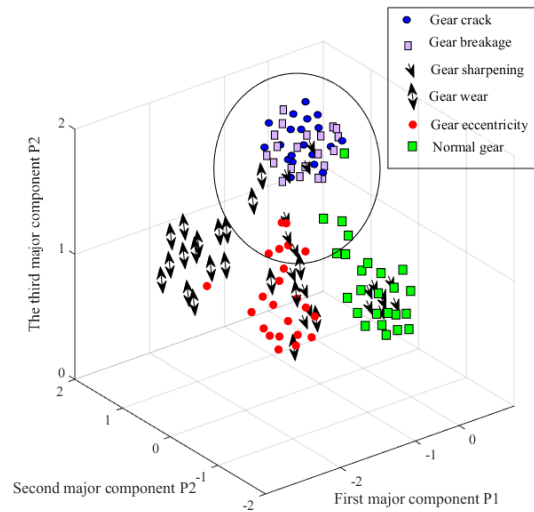 Gear crack
Gear breakage
Gear sharpening
Gear wear
Gear eccentricity
Normal gear
The third major component P2
2
1
0
2
1
0
-1
-2
Second major component P2
-2
-1
0
First major component P1